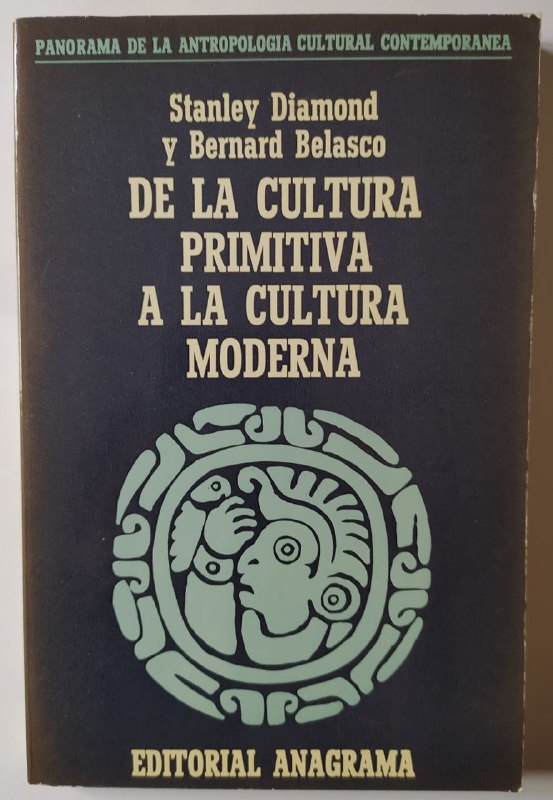 PANORAMA DE LA ANTROPOLOGIA CULTURAL CONTEMPORANEA
Stanley Diamond
y Bernard Belasco
DE LA CULTURA
PRIMITIVA
A LA CULTURA
MODERNA
EDITORIAL ANAGRAMA